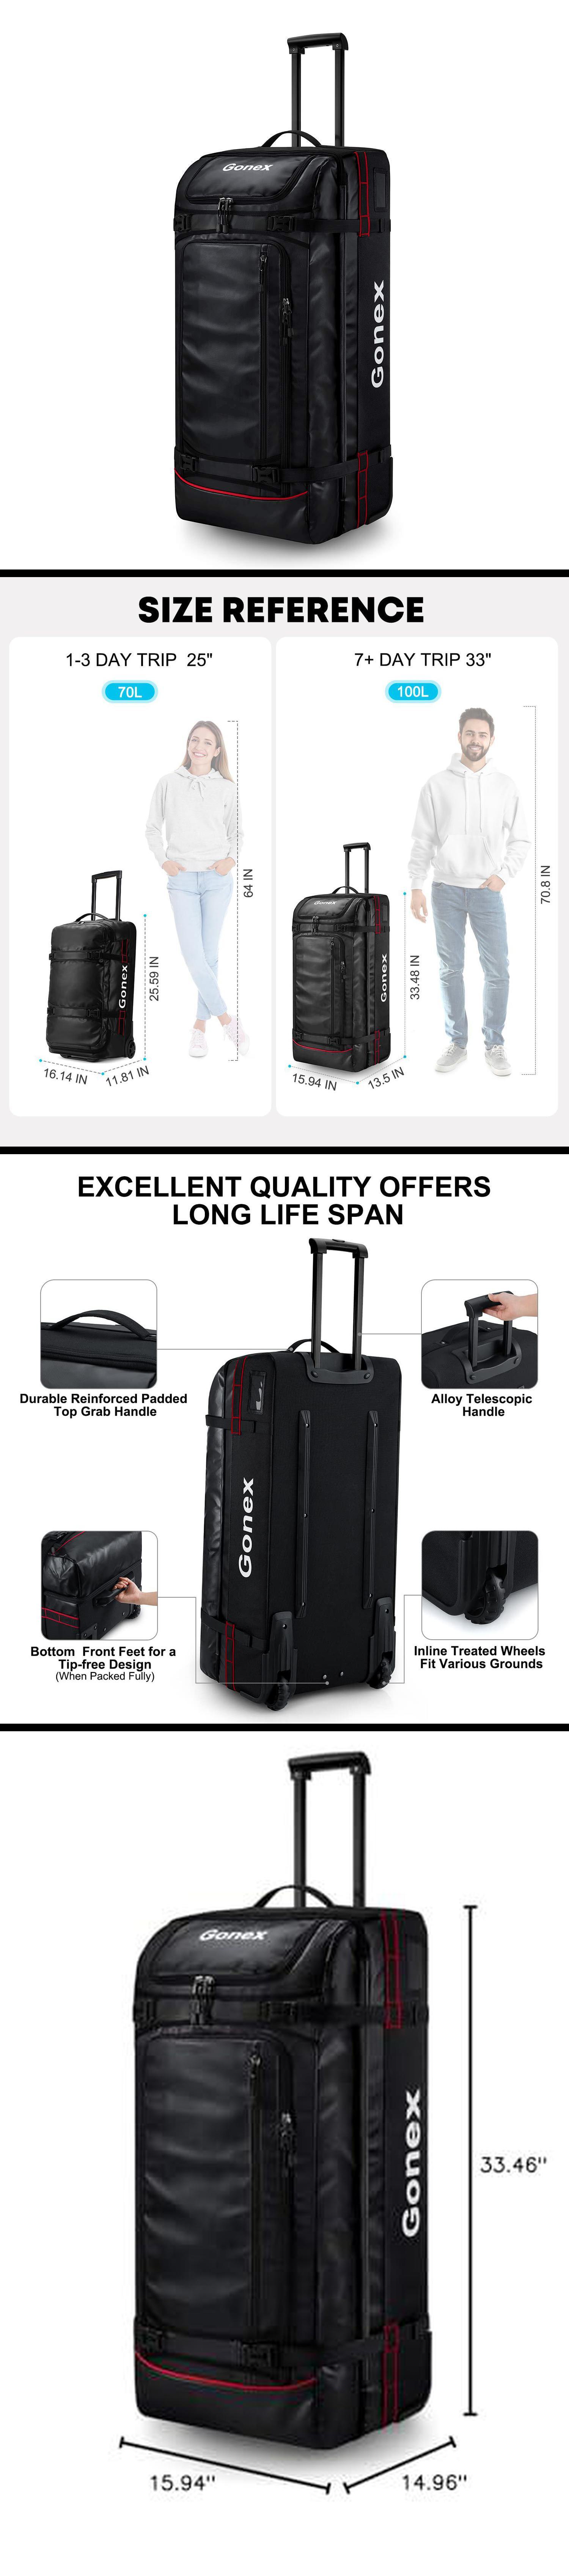 Gonex
Gonex
SIZE REFERENCE
1-3 DAY TRIP 25"
70L
64 IN
25.59 IN
Gonex
16.14 IN
11.81 IN
7+ DAY TRIP 33"
100L
70.8 IN
33.48 IN
Gonex
Gonex
15.94 IN
13.5 IN
EXCELLENT QUALITY OFFERS
LONG LIFE SPAN
Durable Reinforced Padded
Top Grab Handle
Alloy Telescopic
Handle
Gonex
Bottom Front Feet for a
Tip-free Design
(When Packed Fully)
Inline Treated Wheels
Fit Various Grounds
Gonex
Gonex
33.46"
15.94"
14.96"